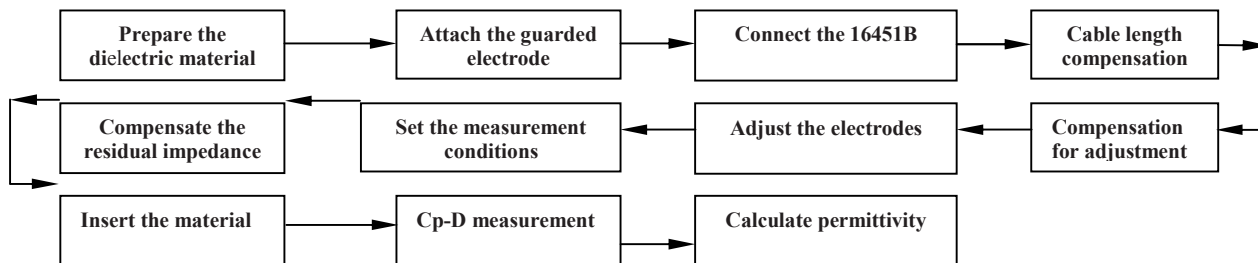 Prepare the
dielectric material
Attach the guarded
electrode
Connect the 16451B
Cable length
compensation
Compensate the
residual impedance
Set the measurement
conditions
Adjust the electrodes
Compensation
for adjustment
Insert the material
Cp-D measurement
Calculate permittivity